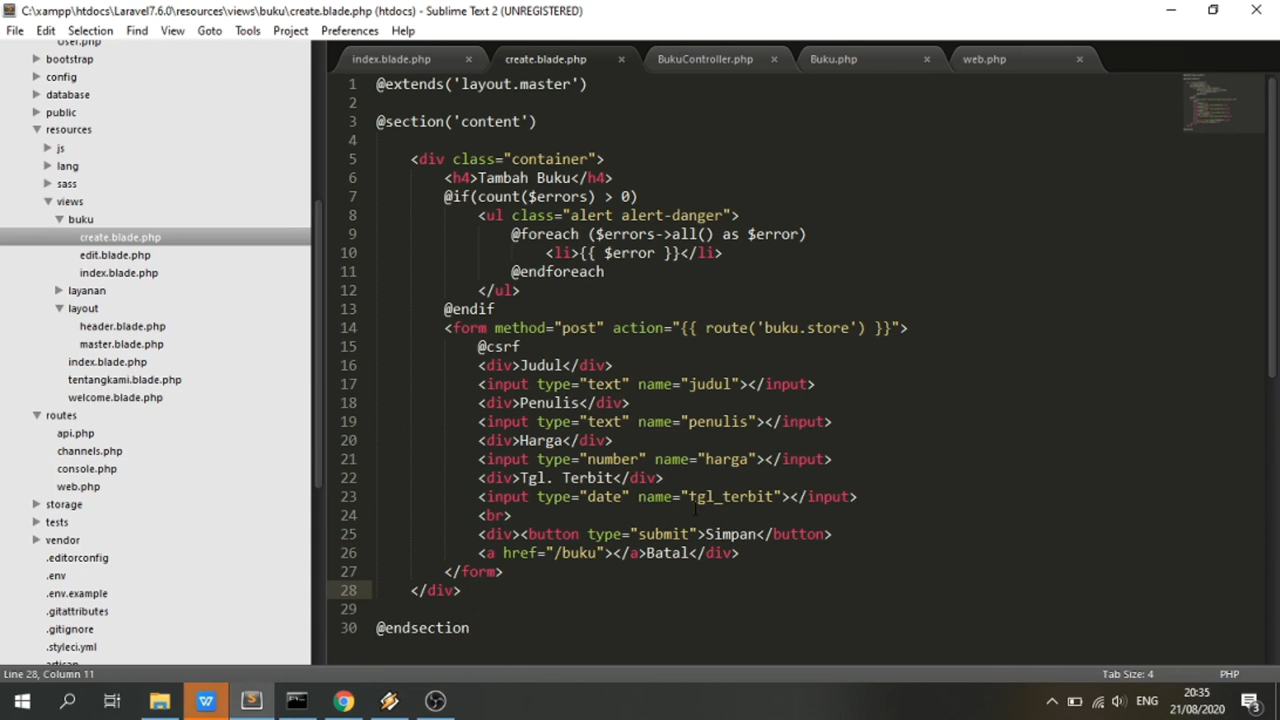 C:\xampp\htdocs\Laravel7.6.0\resources\views\buku\create.blade.php (htdocs) - Sublime Text 2 (UNREGISTERED)
File Edit Selection Find View Goto Tools Project Preferences Help
User.php
bootstrap
config
database
public
resources
js
lang
sass
views
buku
create.blade.php
edit.blade.php
index.blade.php
layanan
layout
header.blade.php
master.blade.php
index.blade.php
tentangkami.blade.php
welcome.blade.php
routes
api.php
channels.php
console.php
web.php
storage
tests
vendor
.editorconfig
.env
.env.example
.gitattributes
.gitignore
.styleci.yml
artisan
index.blade.php × create.blade.php × BukuController.php × Buku.php × web.php ×
1 @extends('layout.master')
2
3 @section('content')
4
5 <div class="container">
6 <h4>Tambah Buku</h4>
7 @if(count($errors) > 0)
8 <ul class="alert alert-danger">
9 @foreach ($errors->all() as $error)
10 <li>{{ $error }}</li>
11 @endforeach
12 </ul>
13 @endif
14 <form method="post" action="{{ route('buku.store') }}">
15 @csrf
16 <div>Judul</div>
17 <input type="text" name="judul"></input>
18 <div>Penulis</div>
19 <input type="text" name="penulis"></input>
20 <div>Harga</div>
21 <input type="number" name="harga"></input>
22 <div>Tgl. Terbit</div>
23 <input type="date" name="tgl_terbit"></input>
24 <br>
25 <div><button type="submit">Simpan</button>
26 <a href="/buku"></a>Batal</div>
27 </form>
28 </div>
29
30 @endsection
Line 28, Column 11 Tab Size: 4 PHP
ENG
20:35
21/08/2020
3